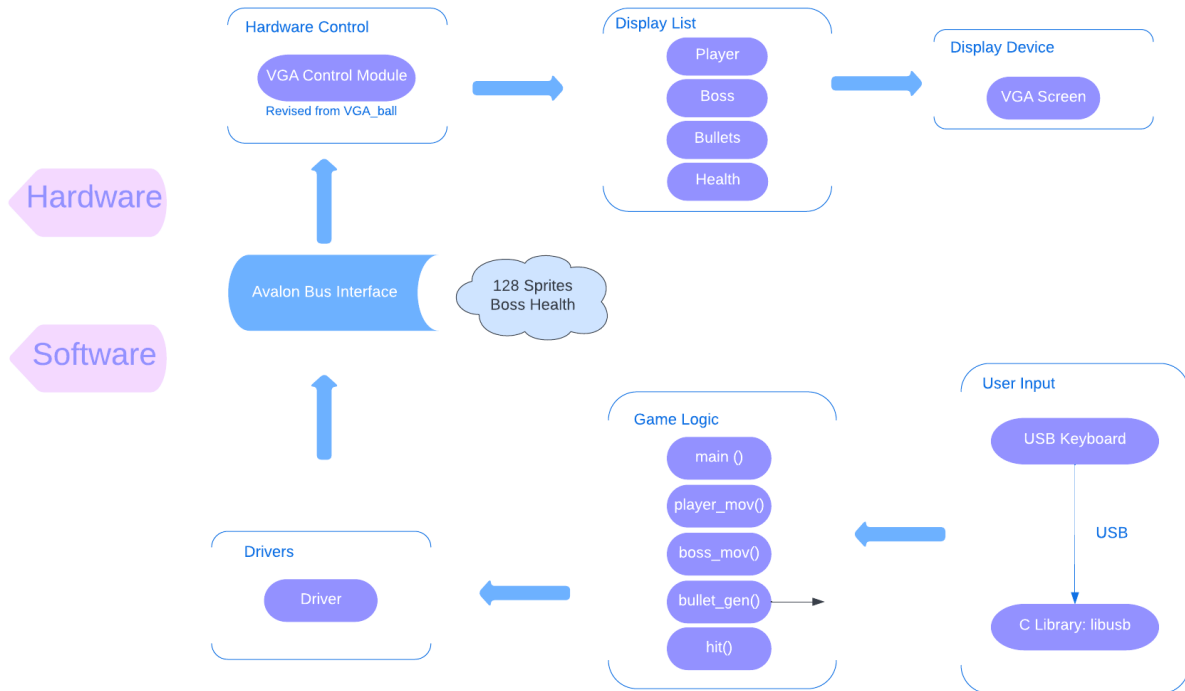 Hardware Control
VGA Control Module
Revised from VGA_ball
Display List
Player
Boss
Bullets
Health
Display Device
VGA Screen
Hardware
Avalon Bus Interface
128 Sprites
Boss Health
Software
User Input
USB Keyboard
USB
C Library: libusb
Game Logic
main ()
player_mov()
boss_mov()
bullet_gen()
hit()
Drivers
Driver